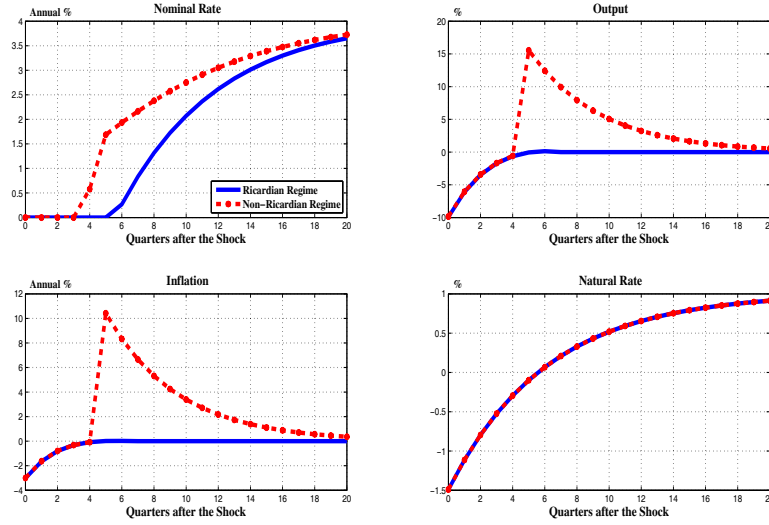 Nominal Rate
Annual %
4
3.5
3
2.5
2
1.5
1
0.5
0
0 2 4 6 8 10 12 14 16 18 20
Quarters after the Shock
Ricardian Regime
Non-Ricardian Regime
Output
%
20
15
10
5
0
−5
−10
0 2 4 6 8 10 12 14 16 18 20
Quarters after the Shock
Inflation
Annual %
12
10
8
6
4
2
0
−2
−4
0 2 4 6 8 10 12 14 16 18 20
Quarters after the Shock
Natural Rate
%
1
0.5
0
−0.5
−1
−1.5
0 2 4 6 8 10 12 14 16 18 20
Quarters after the Shock